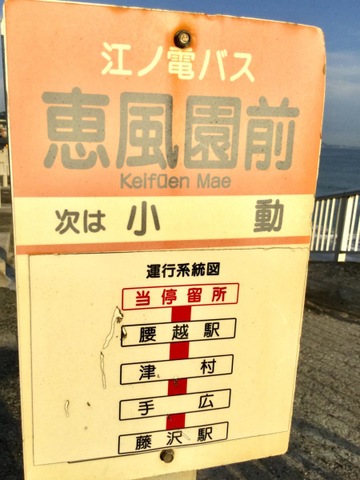 江ノ電バス
恵風園前
Keifūen Mae
次は 小 動
運行系統図
当停留所
腰越駅
津村
手広
藤沢駅